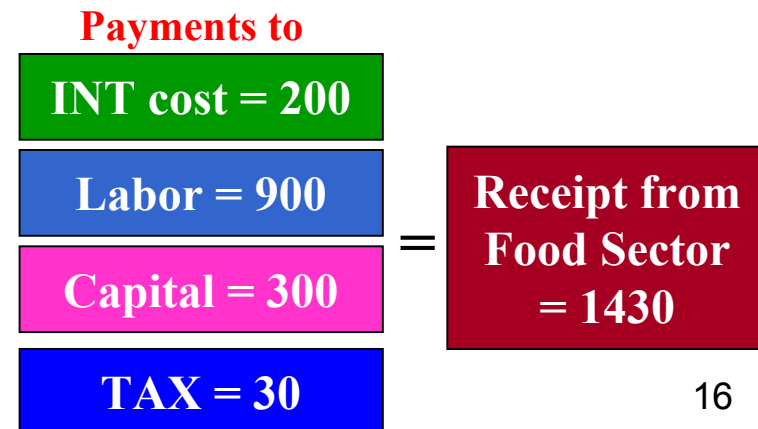 Payments to
INT cost = 200
Labor = 900
Capital = 300
TAX = 30
=
Receipt from
Food Sector
= 1430
16